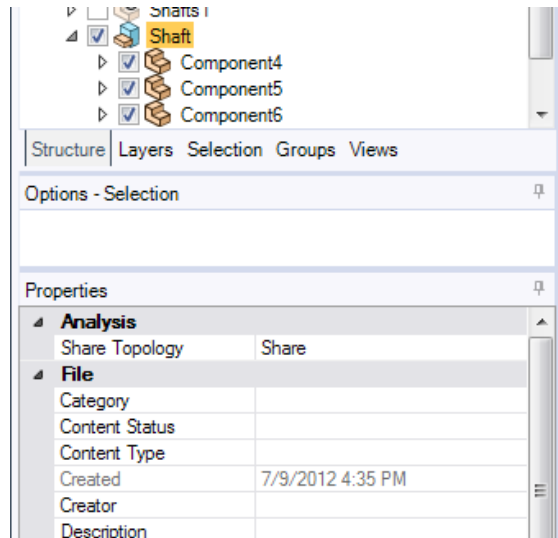 Shafts1
Shaft
Component4
Component5
Component6
Structure Layers Selection Groups Views
Options - Selection
Properties
Analysis
Share Topology Share
File
Category
Content Status
Content Type
Created 7/9/2012 4:35 PM
Creator
Description